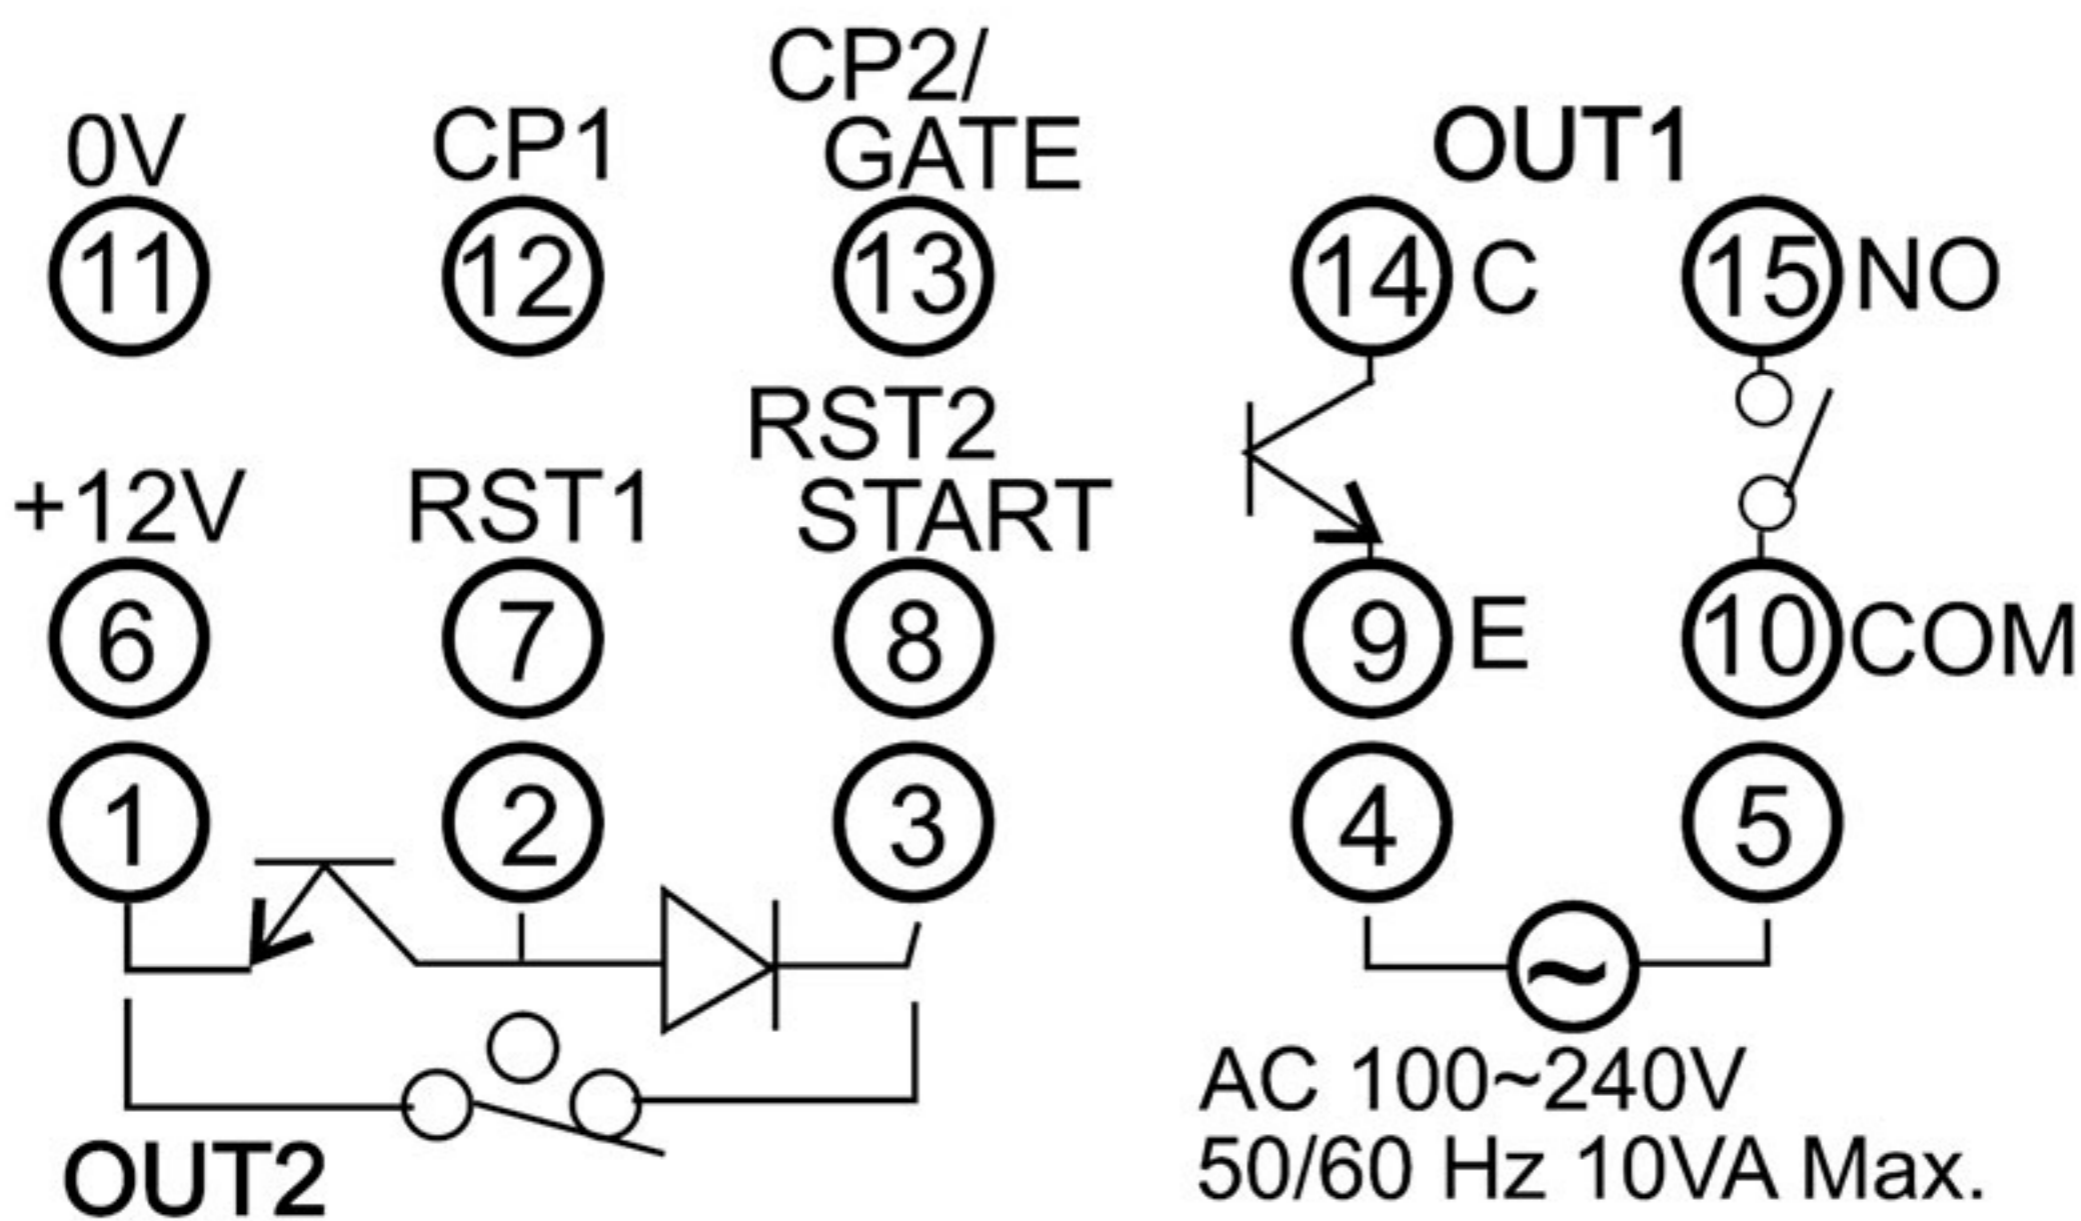 0V
CP1
CP2/
GATE
OUT1
11
12
13
14 C
15 NO
+12V
RST1
RST2
START
6
7
8
9 E
10 COM
1
2
3
4
5
~
OUT2
AC 100~240V
50/60 Hz 10VA Max.